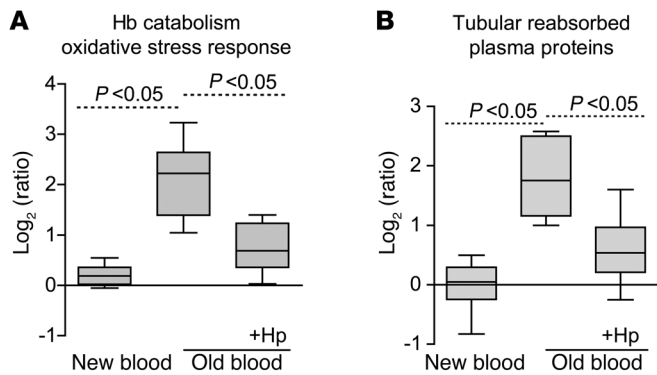 A
Hb catabolism
oxidative stress response
P <0.05
P <0.05
Log2 (ratio)
4
3
2
1
0
-1
+Hp
New blood
Old blood
B
Tubular reabsorbed
plasma proteins
P <0.05
P <0.05
Log2 (ratio)
3
2
1
0
-1
+Hp
New blood
Old blood